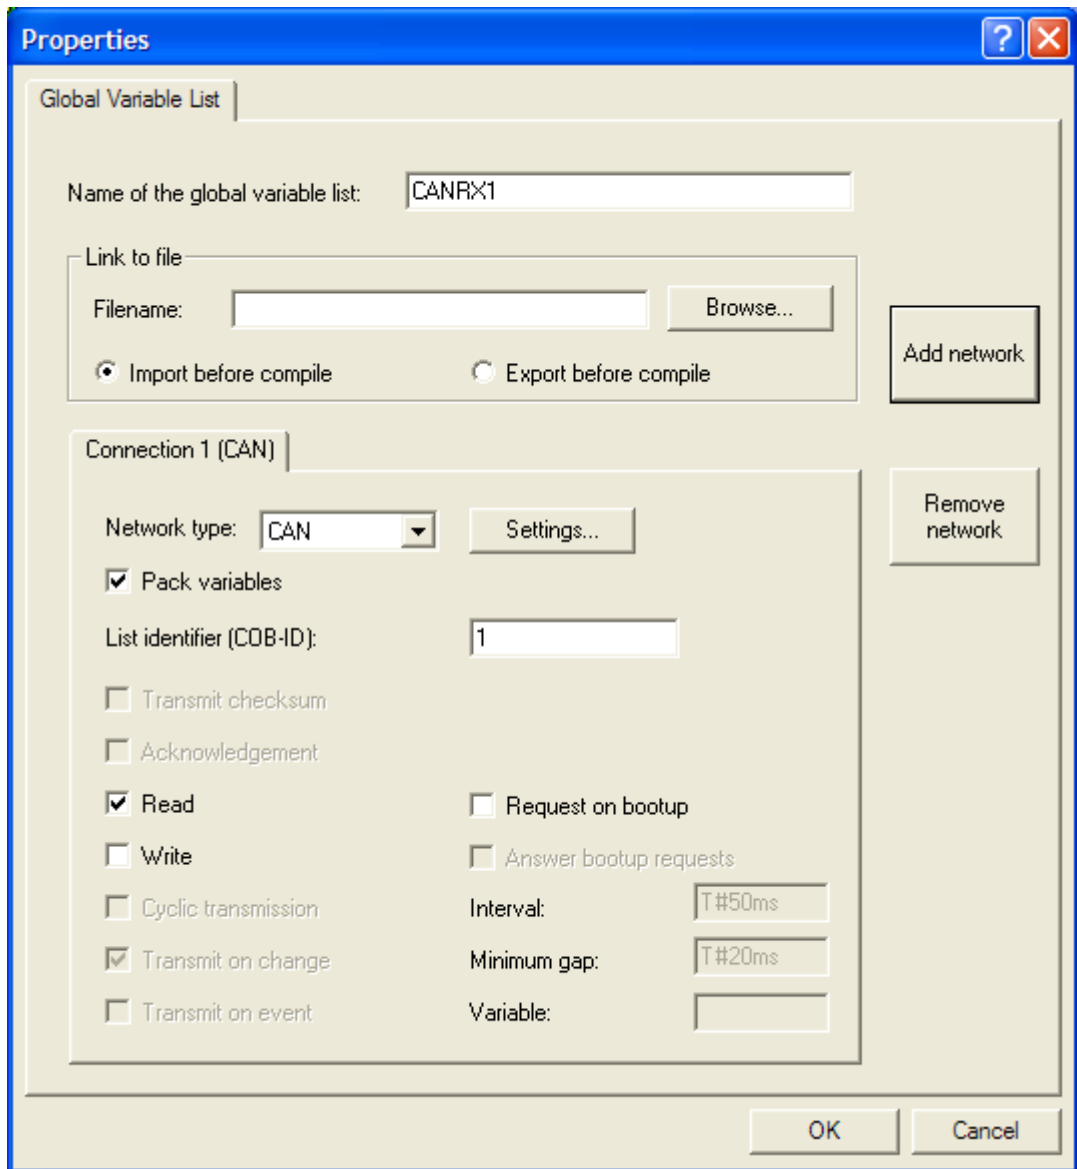 Properties
?
Global Variable List
Name of the global variable list: CANRX1
Link to file
Filename: Browse...
Import before compile Export before compile
Add network
Connection 1 (CAN)
Network type: CAN Settings...
Remove
network
Pack variables
List identifier (COB-ID): 1
Transmit checksum
Acknowledgement
Read Request on bootup
Write Answer bootup requests
Cyclic transmission Interval: T#50ms
Transmit on change Minimum gap: T#20ms
Transmit on event Variable:
OK Cancel